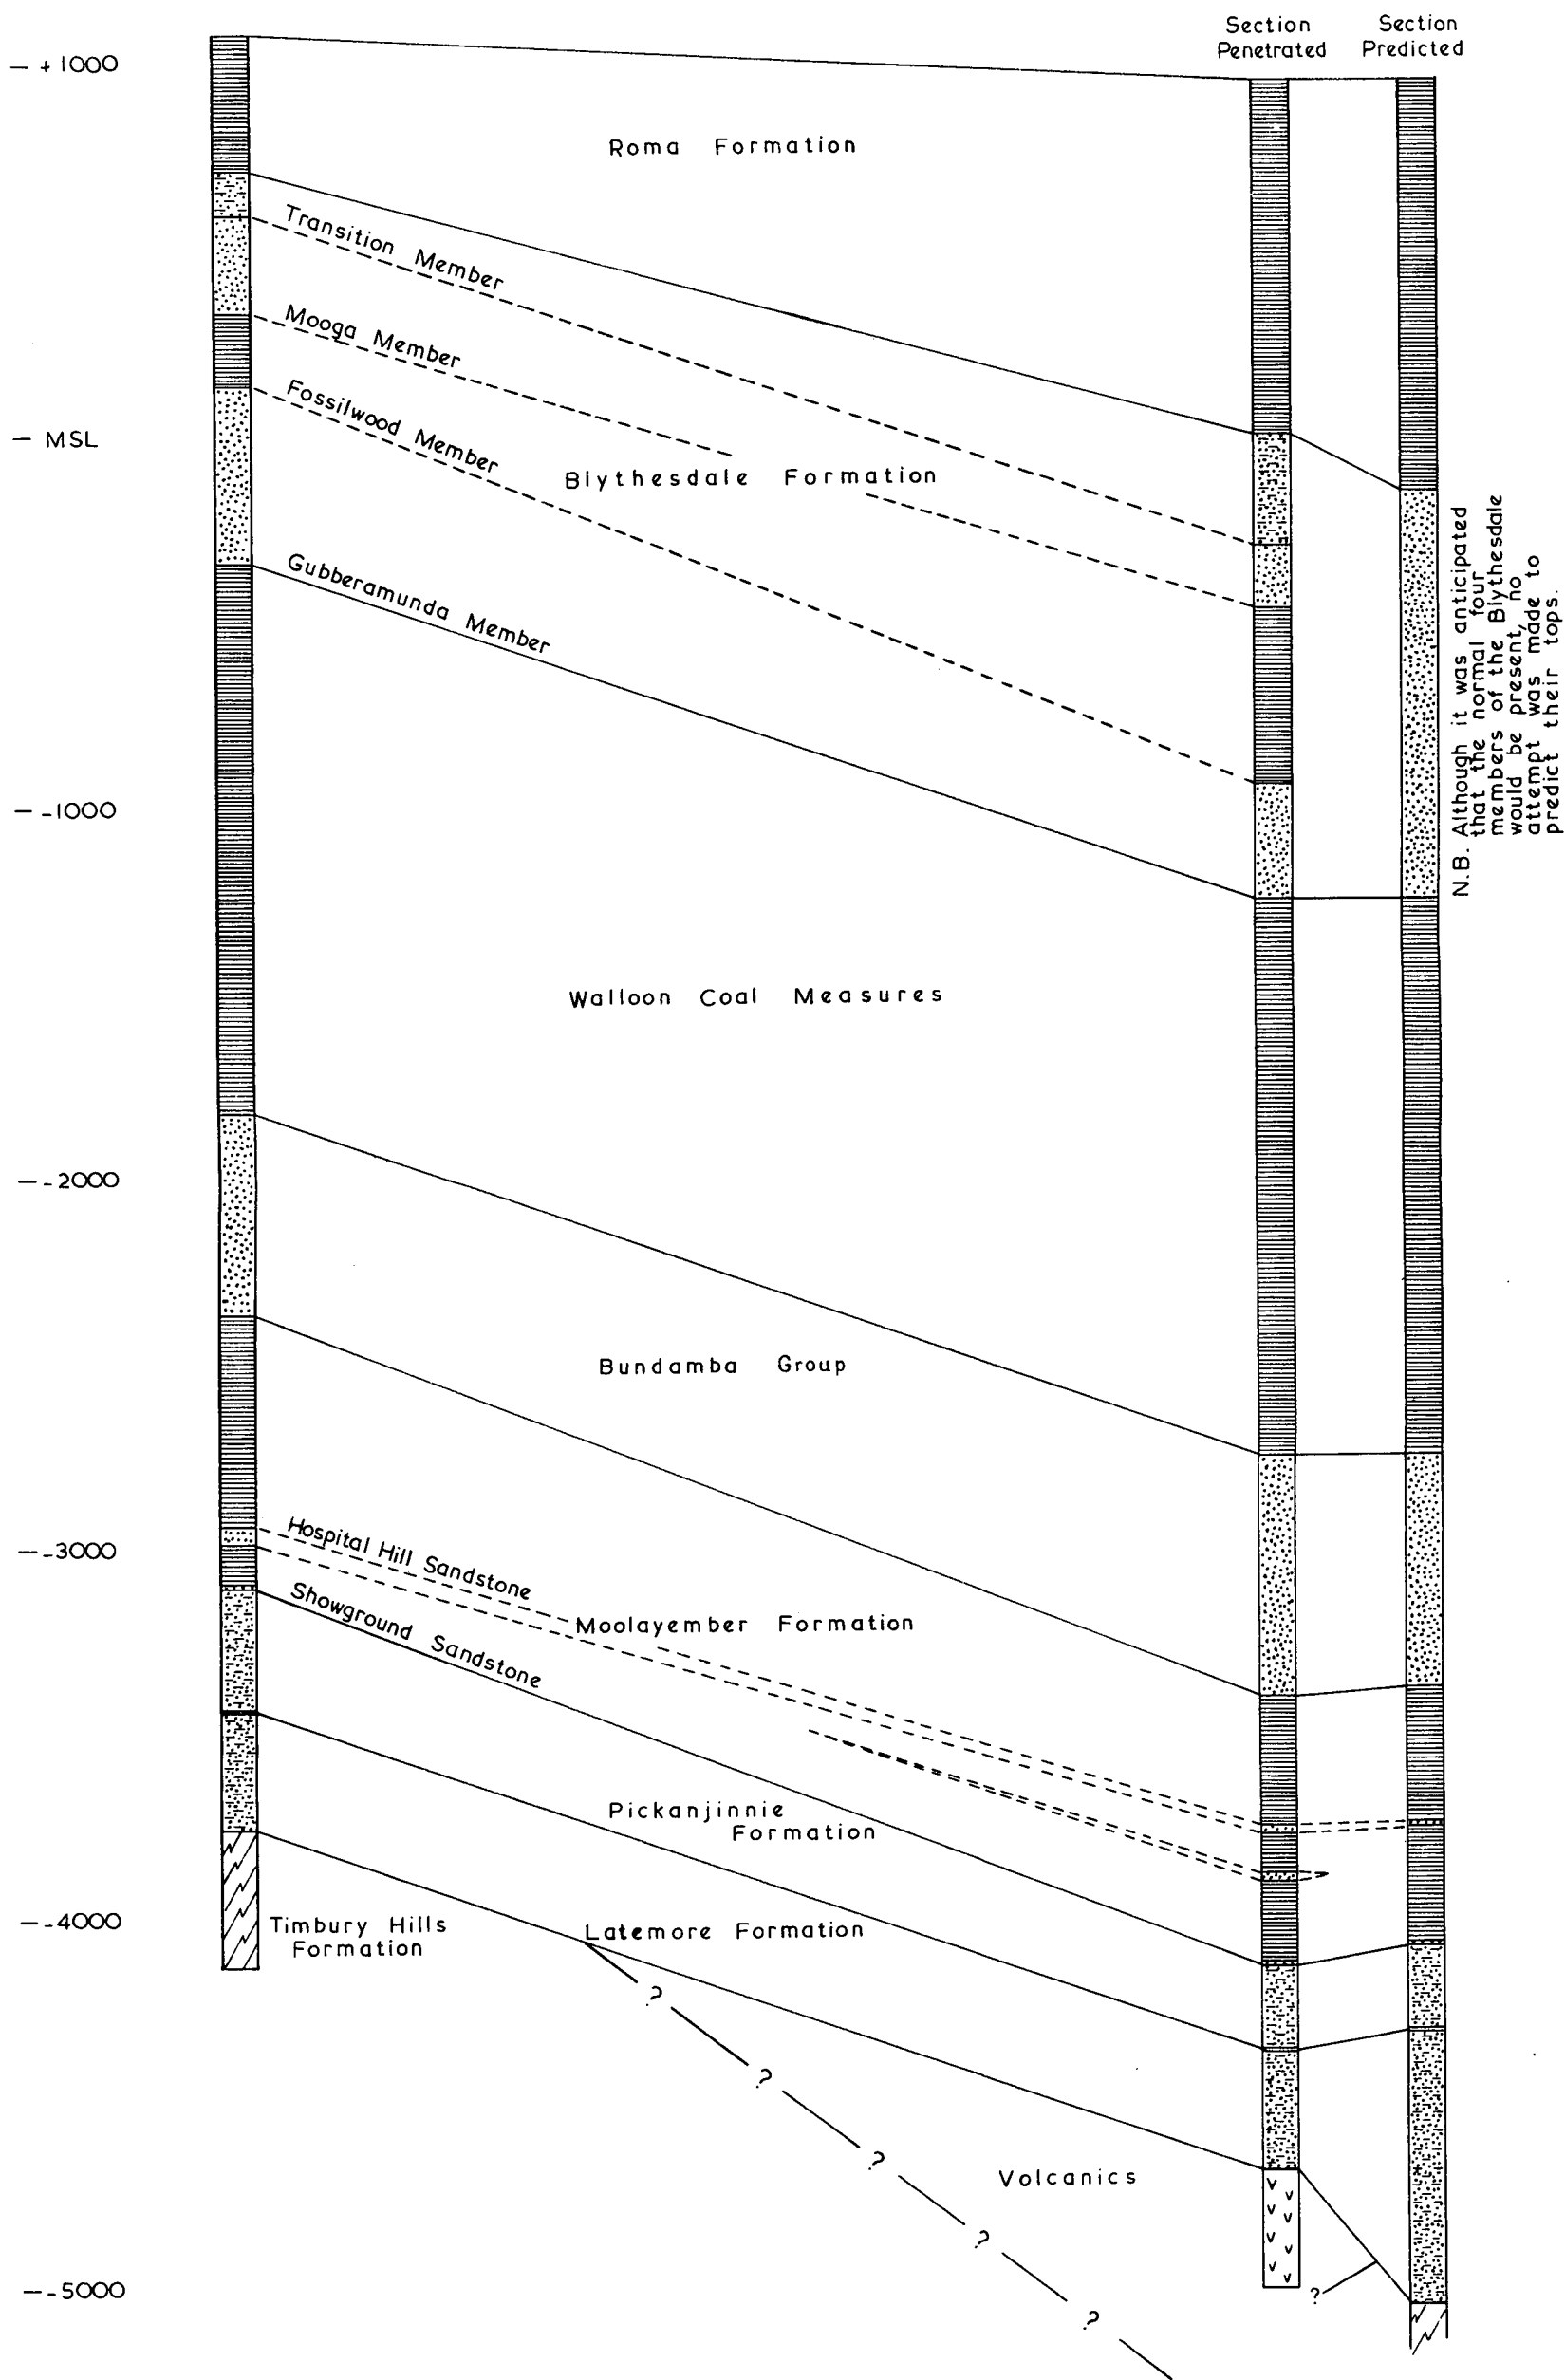 Section
Penetrated
Section
Predicted
+1000
Roma Formation
Transition Member
Mooga Member
Fossilwood Member
MSL
Blythesdale Formation
Gubberamunda Member
N.B. Although it was anticipated
that the normal four
members of the Blythesdale
would be present, no
attempt was made to
predict their tops.
-1000
Walloon Coal Measures
-2000
Bundamba Group
-3000
Hospital Hill Sandstone
Showground Sandstone
Moolayember Formation
Pickanjinnie
Formation
-4000
Timbury Hills
Formation
Latemore Formation
?
?
?
Volcanics
?
-5000
?
?